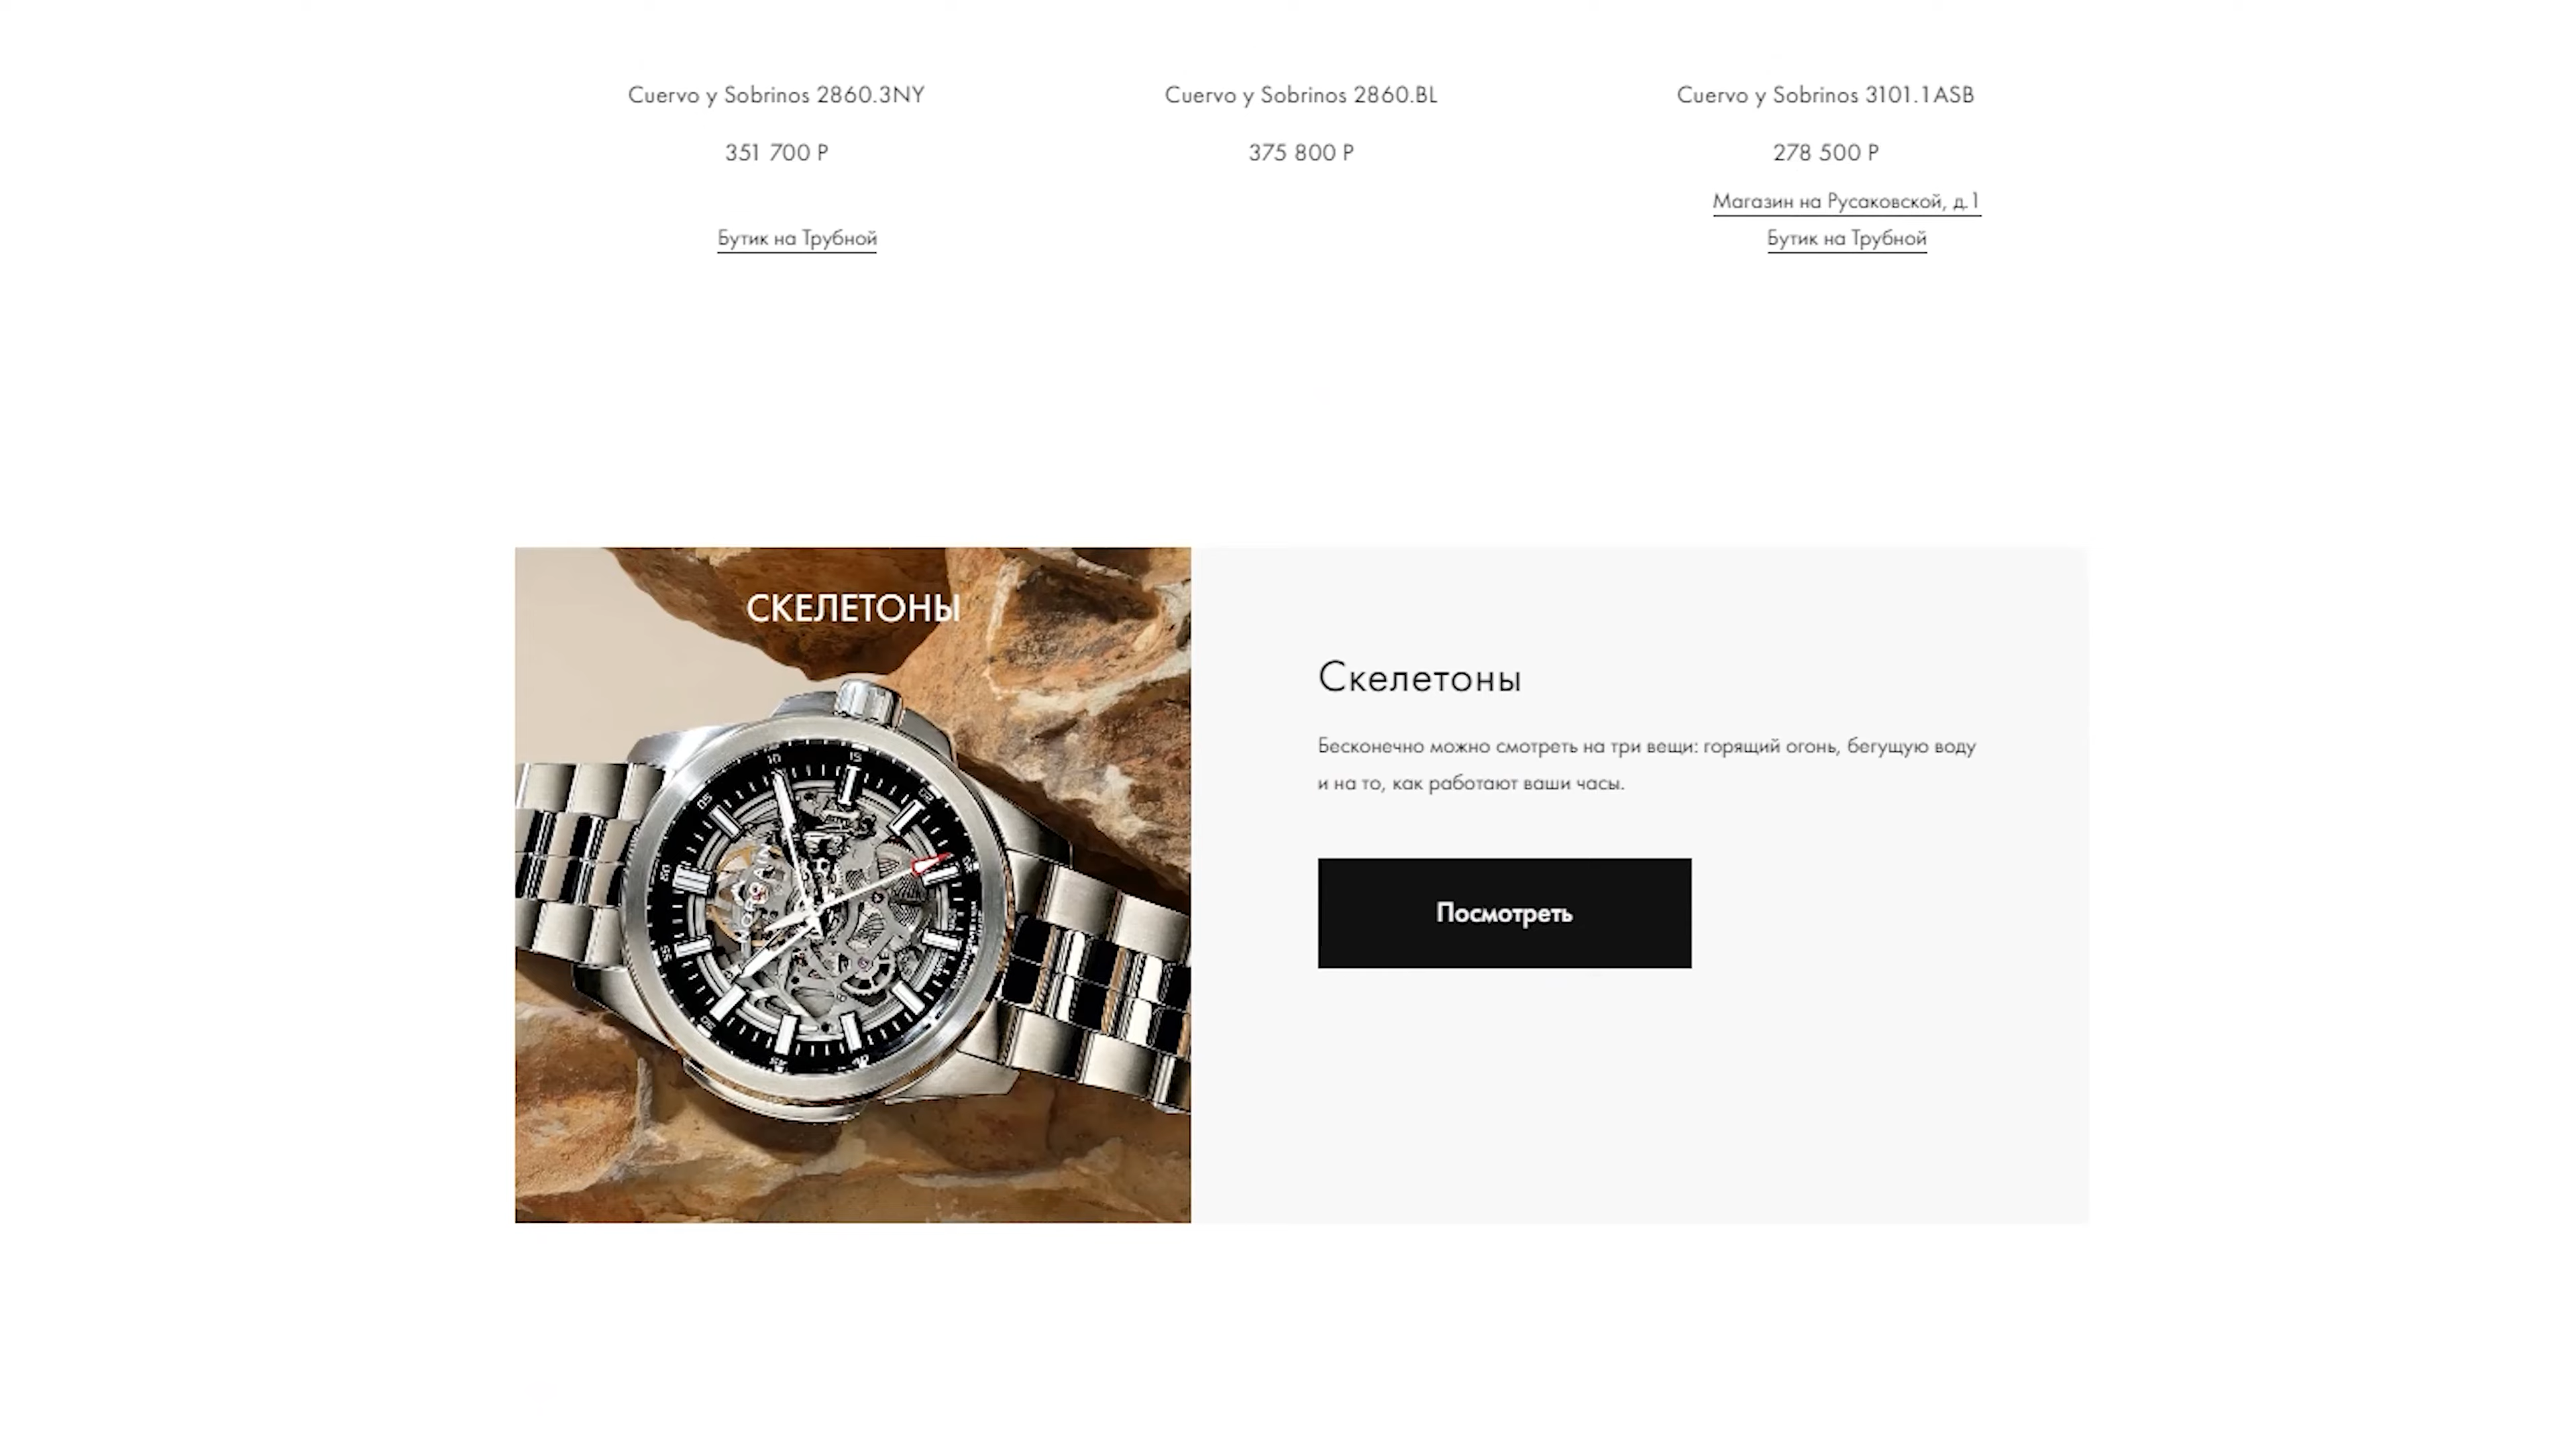 Cuervo y Sobrinos 2860.3NY
351 700 Р
Бутик на Трубной
Cuervo y Sobrinos 2860.BL
375 800 Р
Cuervo y Sobrinos 3101.1ASB
278 500 Р
Магазин на Русаковской, д.1
Бутик на Трубной
СКЕЛЕТОНЫ
NORQAIN
Скелетоны
Бесконечно можно смотреть на три вещи: горящий огонь, бегущую воду
и на то, как работают ваши часы.
Посмотреть